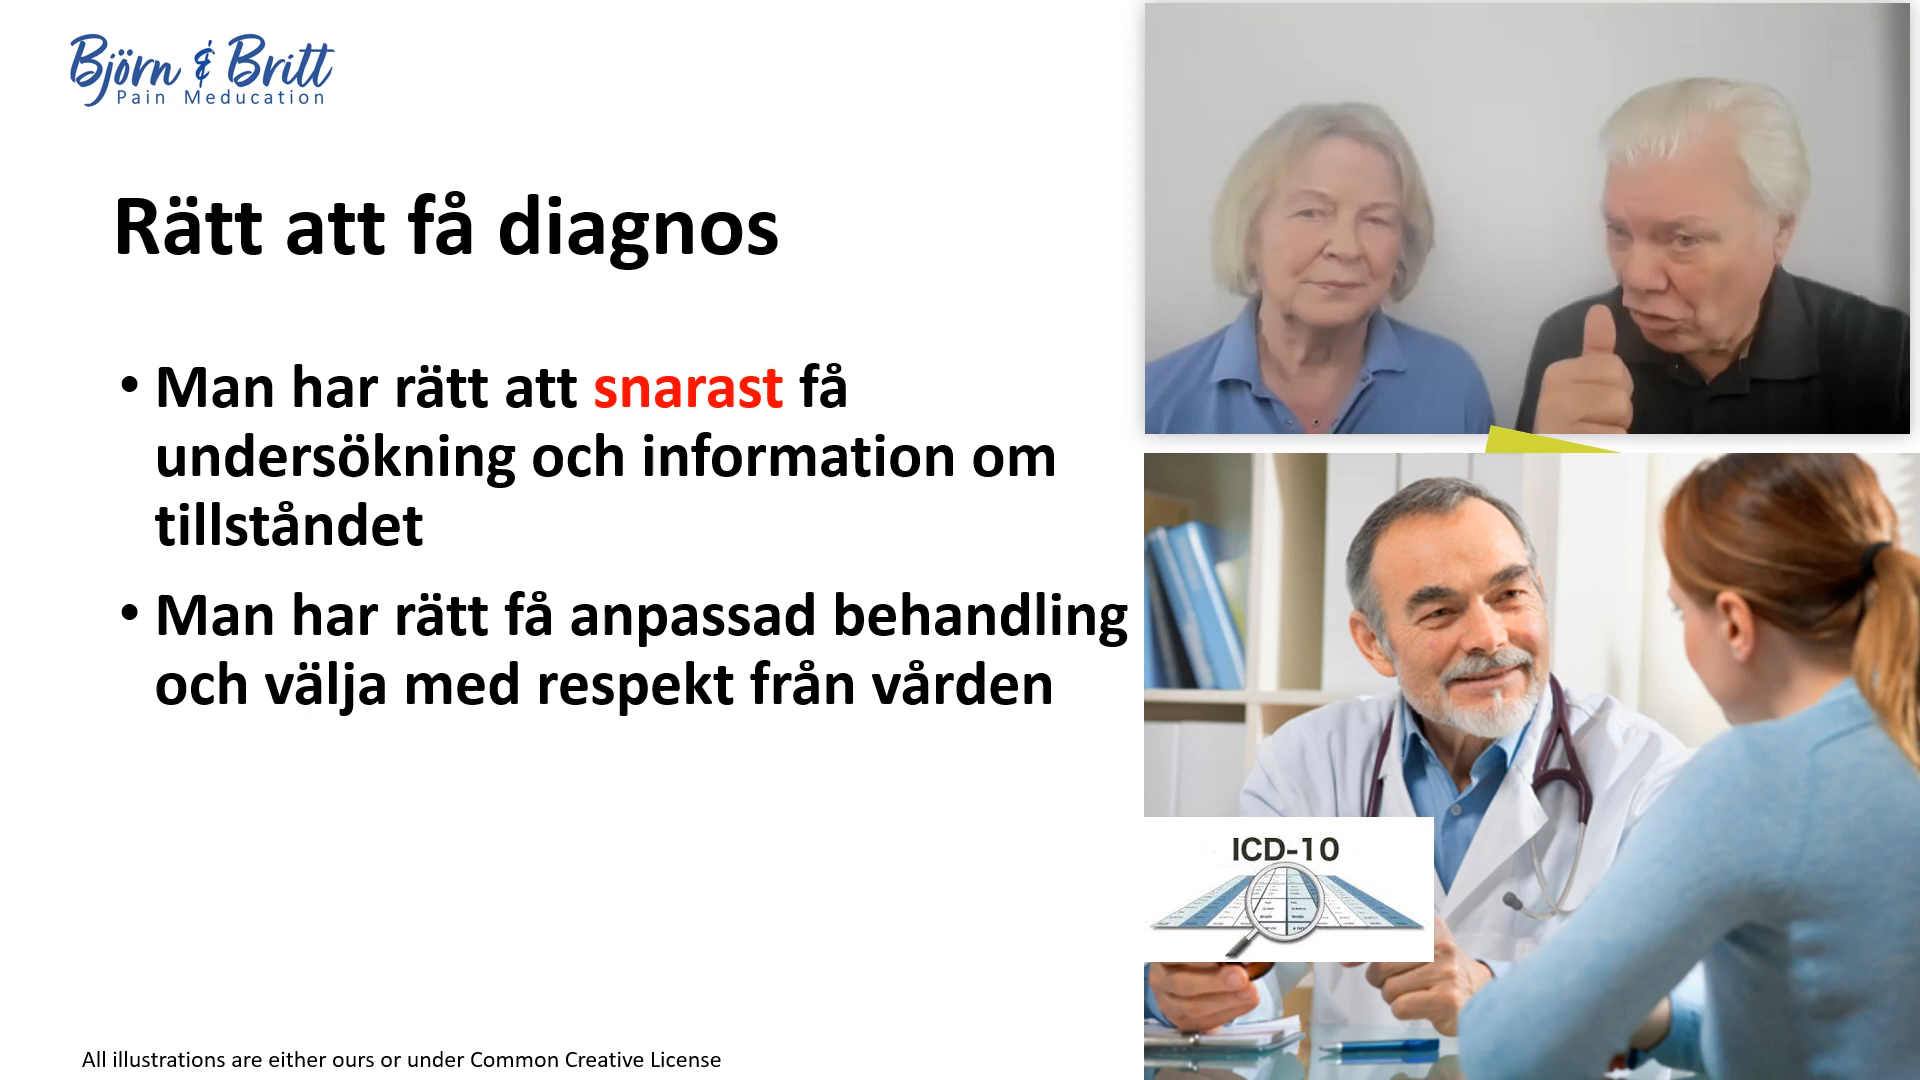 Björn & Britt
Pain Meducation
Rätt att få diagnos
• Man har rätt att snarast få
undersökning och information om
tillståndet
• Man har rätt få anpassad behandling
och välja med respekt från vården
ICD-10
All illustrations are either ours or under Common Creative License